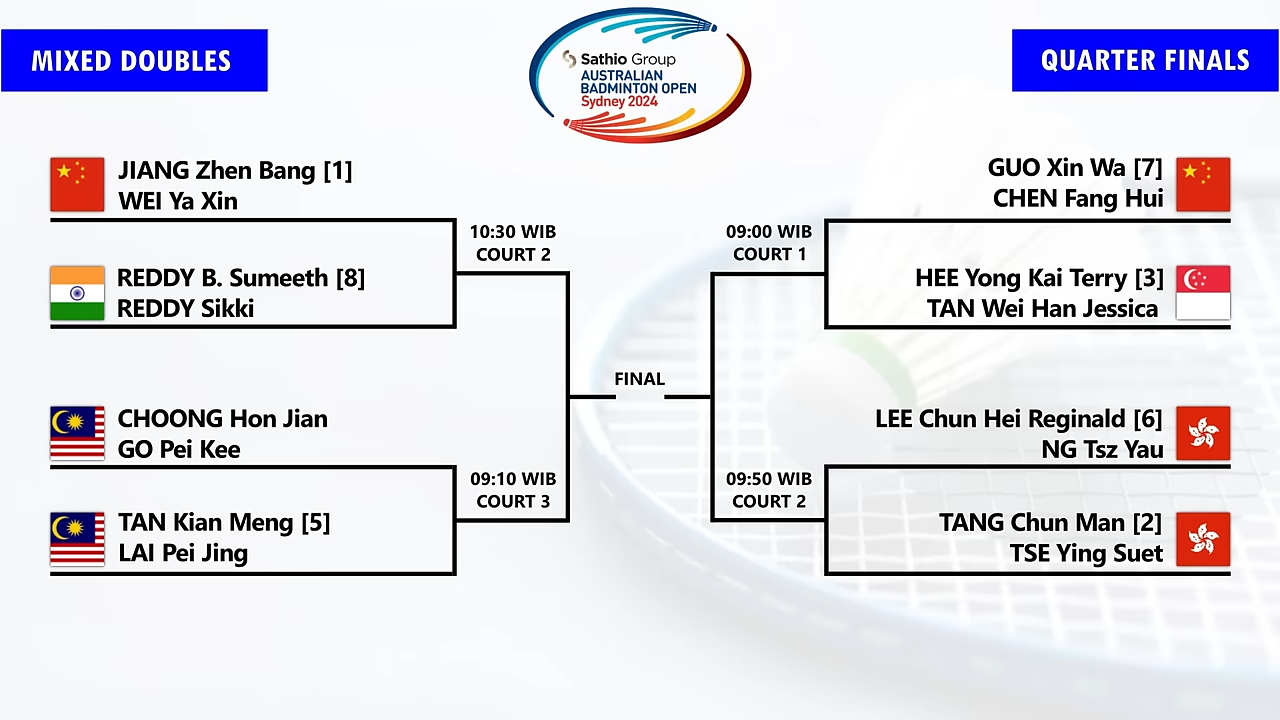 MIXED DOUBLES
Sathio Group
AUSTRALIAN
BADMINTON OPEN
Sydney 2024
QUARTER FINALS
JIANG Zhen Bang [1]
WEI Ya Xin
10:30 WIB
COURT 2
REDDY B. Sumeeth [8]
REDDY Sikki
CHOONG Hon Jian
GO Pei Kee
09:10 WIB
COURT 3
TAN Kian Meng [5]
LAI Pei Jing
FINAL
GUO Xin Wa [7]
CHEN Fang Hui
09:00 WIB
COURT 1
HEE Yong Kai Terry [3]
TAN Wei Han Jessica
LEE Chun Hei Reginald [6]
NG Tsz Yau
09:50 WIB
COURT 2
TANG Chun Man [2]
TSE Ying Suet